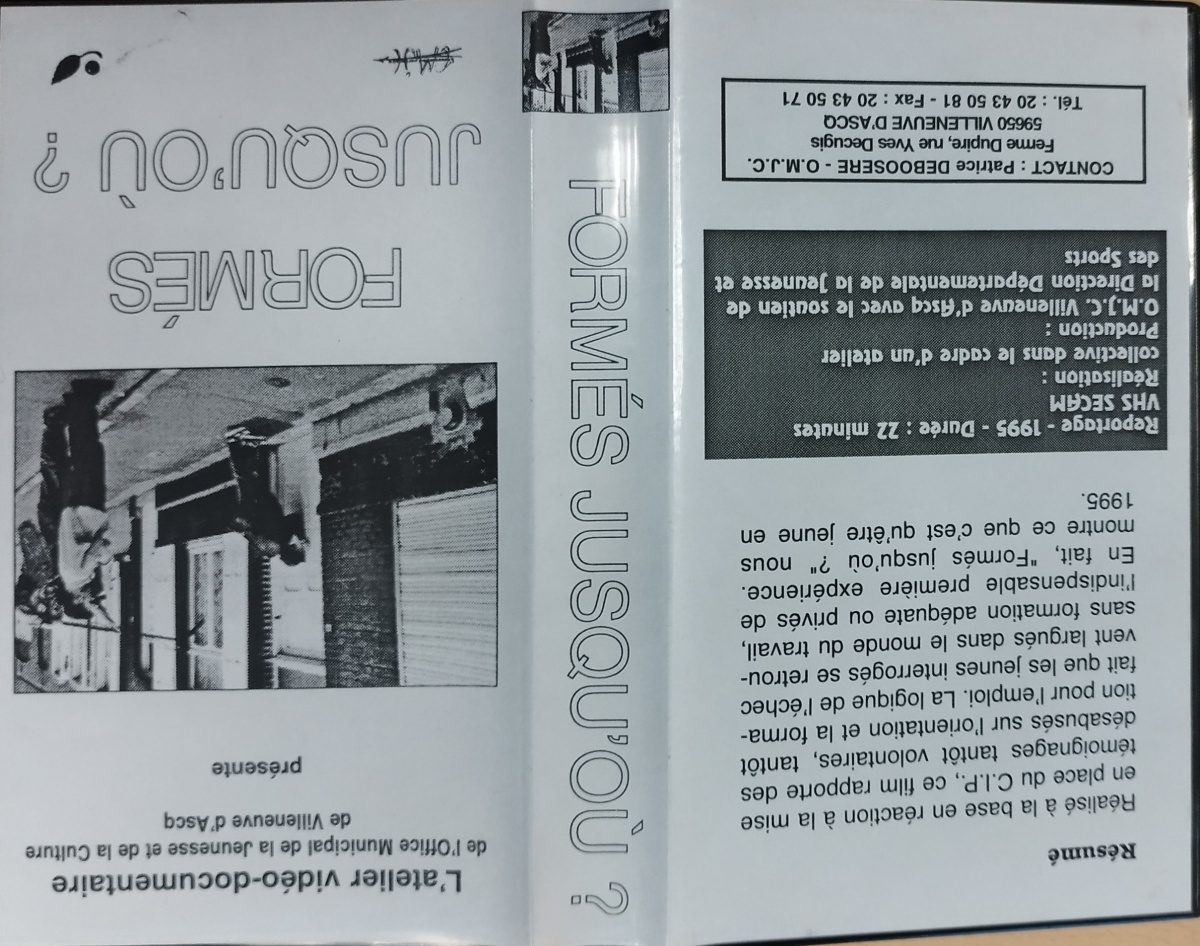 L'atelier vidéo-documentaire
de l'Office Municipal de la Jeunesse et de la Culture
de Villeneuve d'Ascq
présente
FORMÉS
JUSQU'OÙ ?
FORMÉS JUSQU'OÙ ?
Résumé
Réalisé à la base en réaction à la mise
en place du C.I.P., ce film rapporte des
témoignages tantôt volontaires, tantôt
désabusés sur l'orientation et la forma-
tion pour l'emploi. La logique de l'échec
fait que les jeunes interrogés se retrou-
vent largués dans le monde du travail,
sans formation adéquate ou privés de
l'indispensable première expérience.
En fait, "Formés jusqu'où ?" nous
montre ce que c'est qu'être jeune en
1995.
Reportage - 1995 - Durée : 22 minutes
VHS SECAM
Réalisation :
collective dans le cadre d'un atelier
Production :
O.M.J.C. Villeneuve d'Ascq avec le soutien de
la Direction Départementale de la Jeunesse et
des Sports
CONTACT : Patrice DEBOOSERE - O.M.J.C.
Ferme Dupire, rue Yves Decugis
59650 VILLENEUVE D'ASCQ
Tél. : 20 43 50 81 - Fax : 20 43 50 71